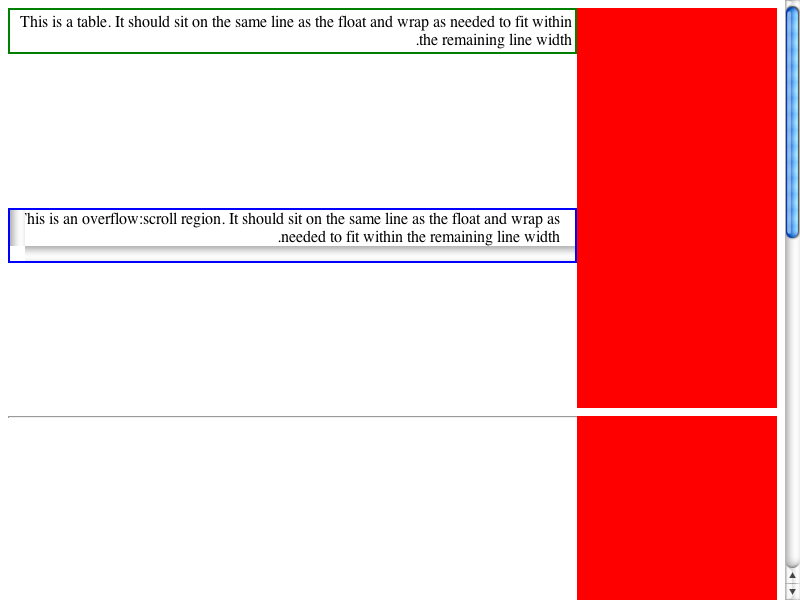 This is a table. It should sit on the same line as the float and wrap as needed to fit within
.the remaining line width
This is an overflow:scroll region. It should sit on the same line as the float and wrap as
.needed to fit within the remaining line width